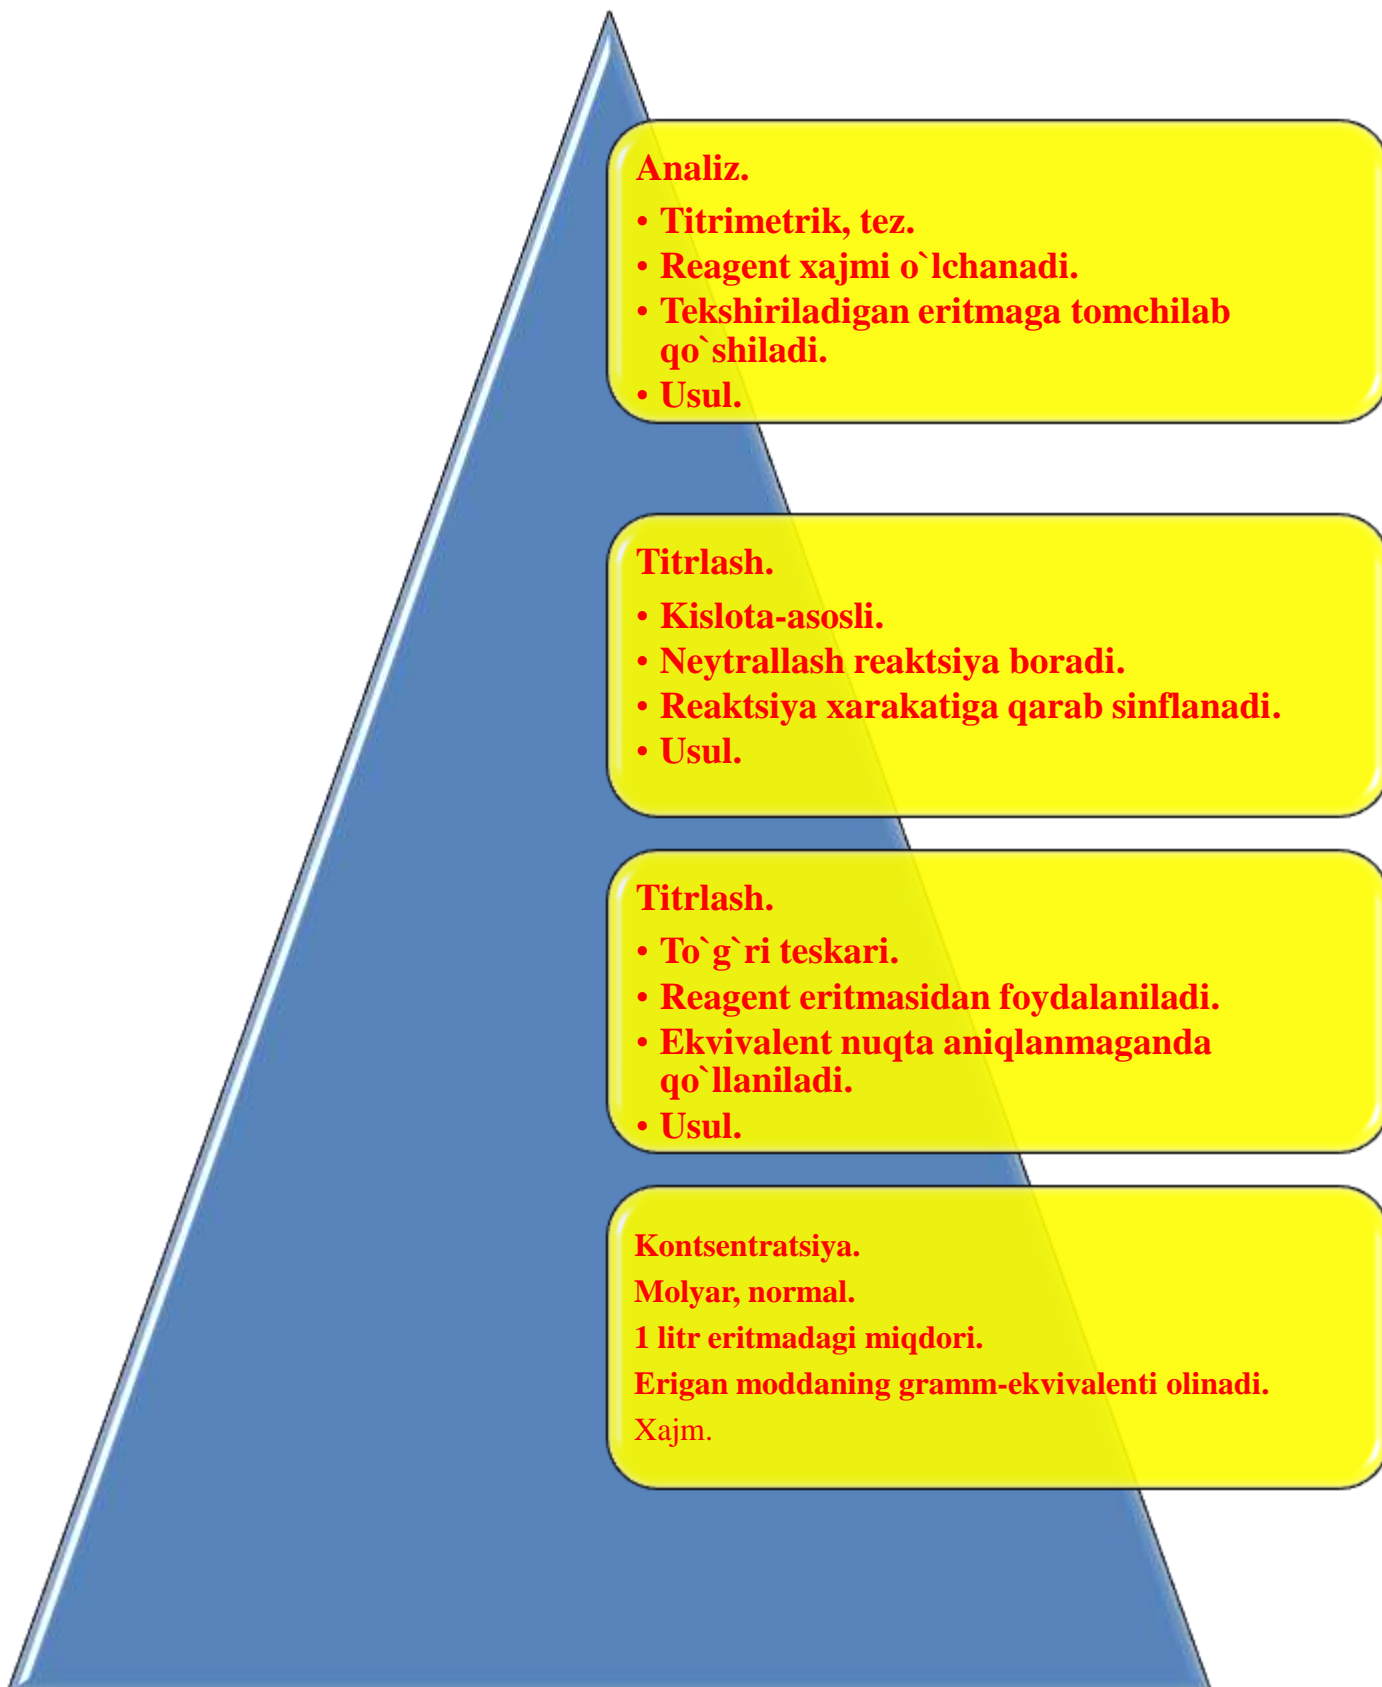 Analiz.
• Titrimetrik, tez.
• Reagent xajmi o`lchanadi.
• Tekshiriladigan eritmaga tomchilab
qo`shiladi.
• Usul.
Titrlash.
• Kislota-asosli.
• Neytrallash reaktsiya boradi.
• Reaktsiya xarakatiga qarab sinflanadi.
• Usul.
Titrlash.
• To`g`ri teskari.
• Reagent eritmasidan foydalaniladi.
• Ekvivalent nuqta aniqlanmaganda
qo`llaniladi.
• Usul.
Kontsentratsiya.
Molyar, normal.
1 litr eritmadagi miqdori.
Erigan moddaning gramm-ekvivalenti olinadi.
Xajm.